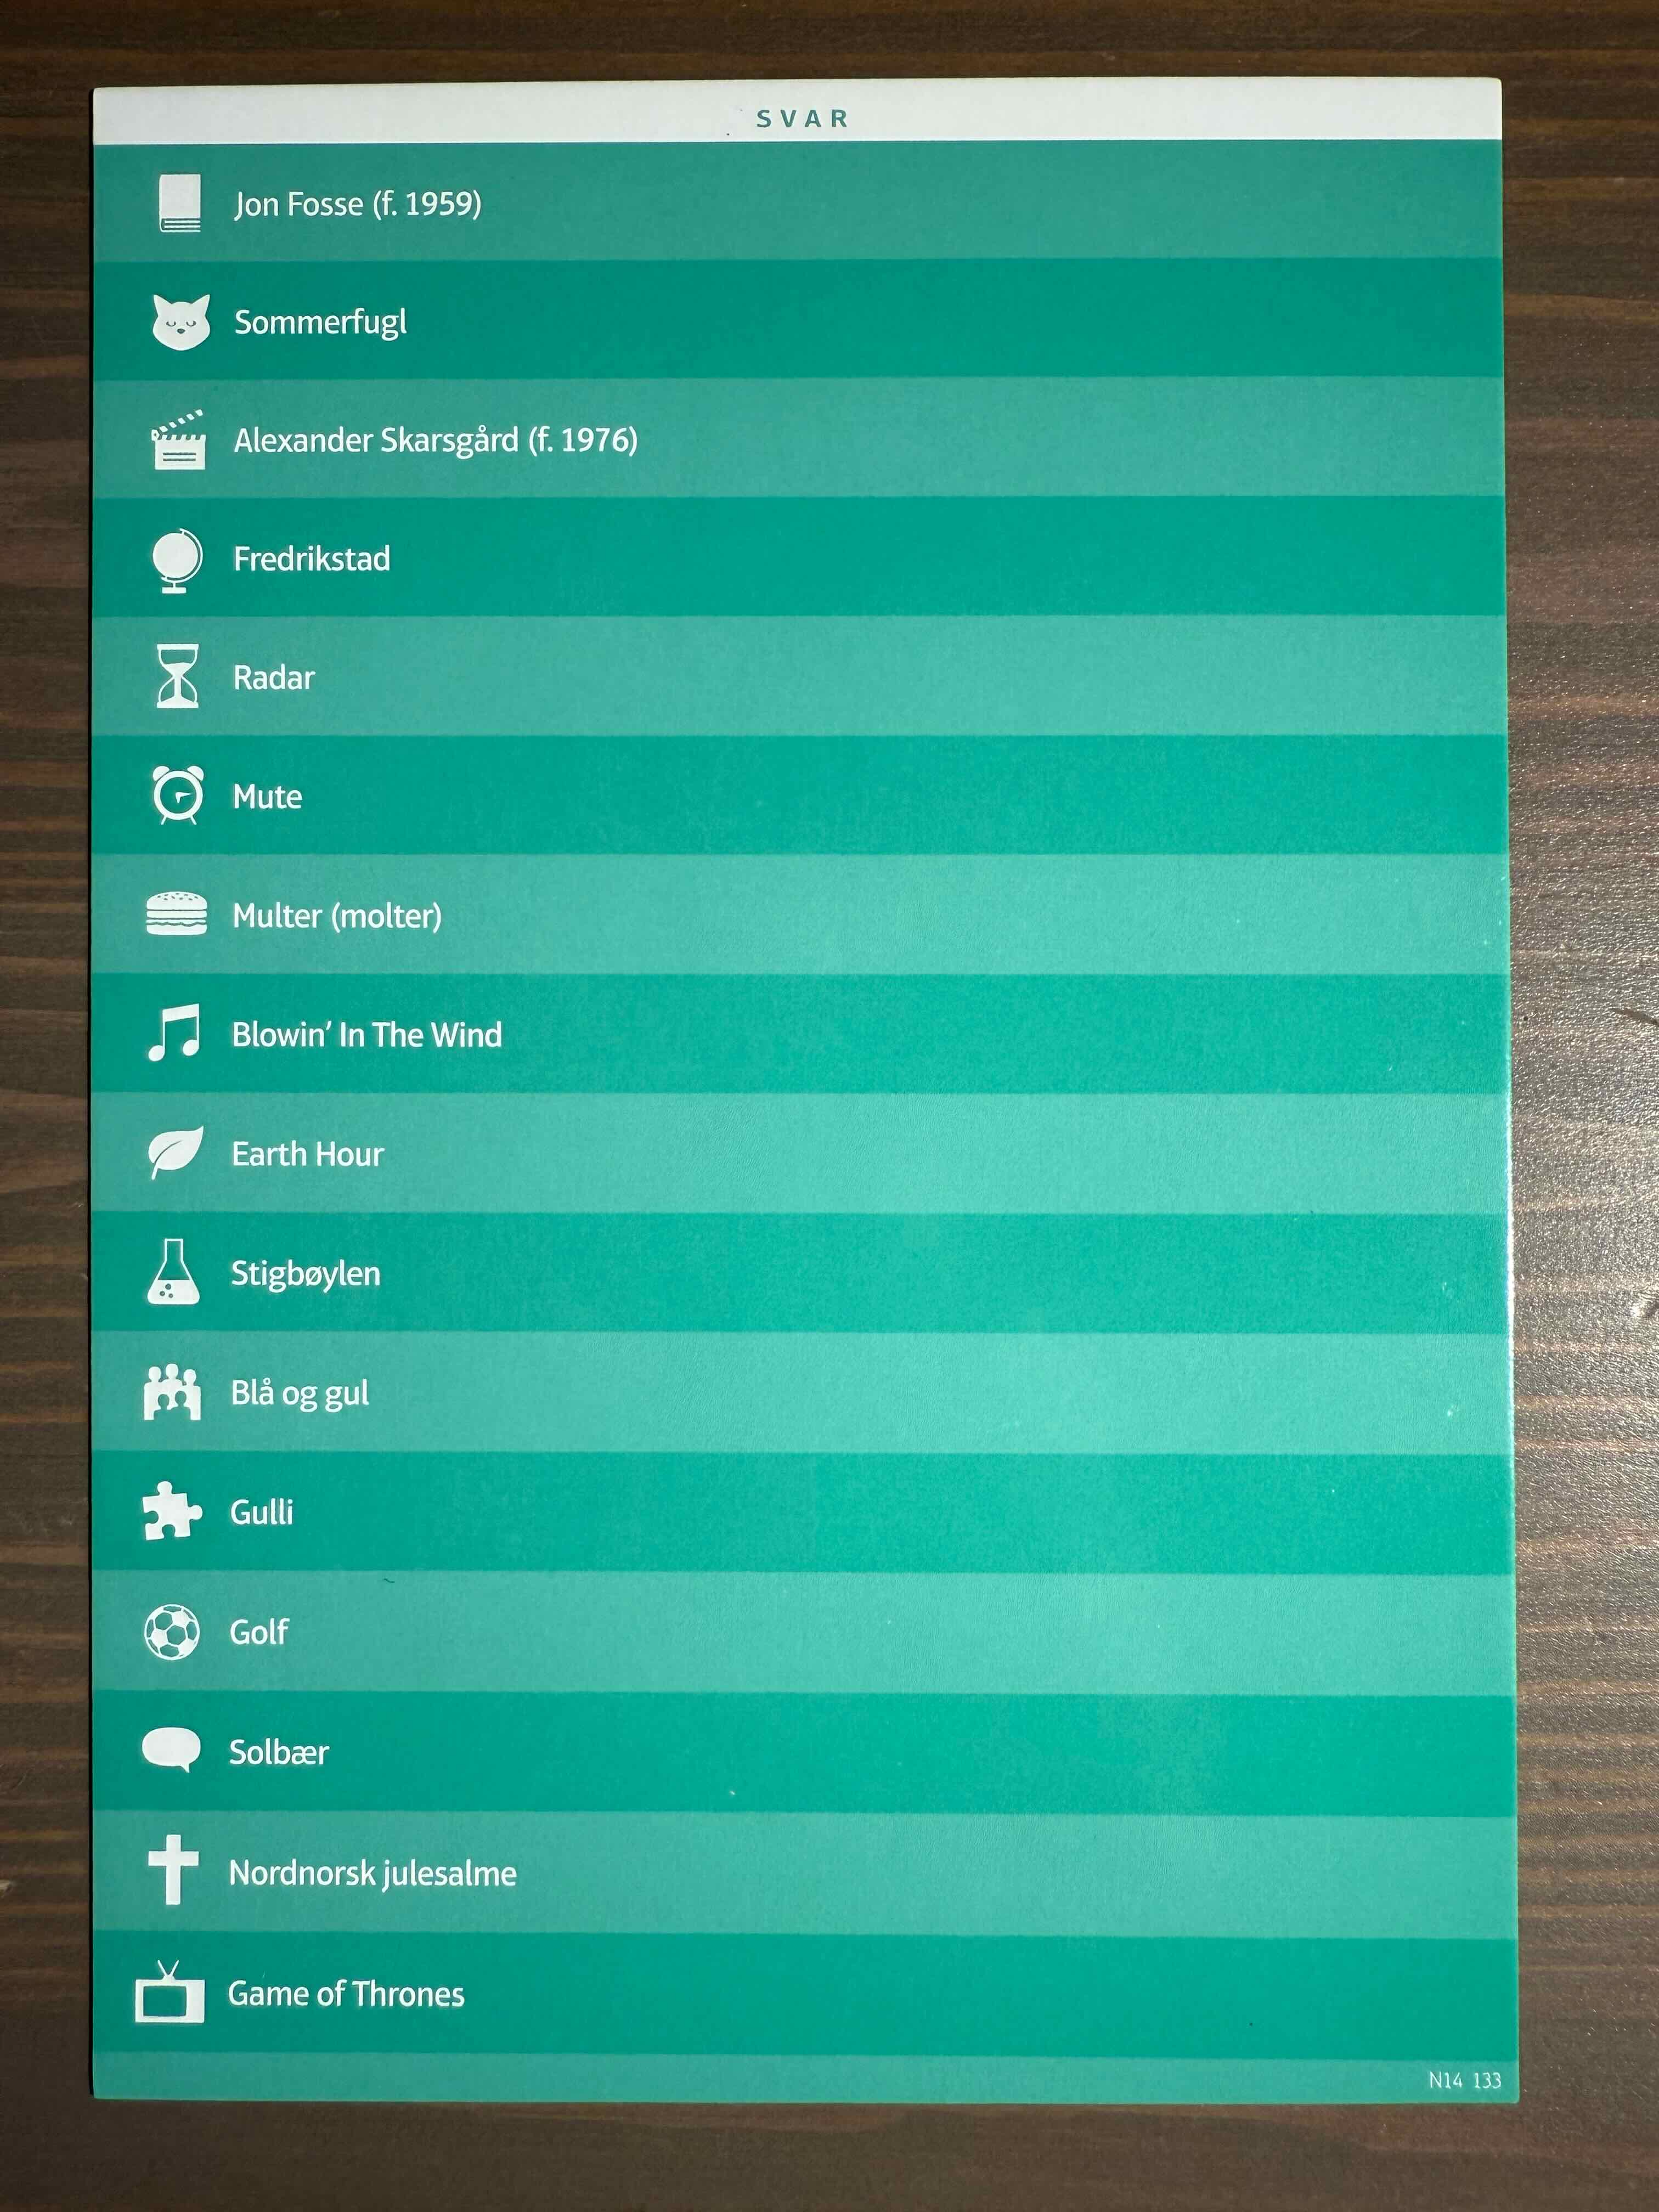 SVAR
Jon Fosse (f. 1959)
Sommerfugl
Alexander Skarsgård (f. 1976)
Fredrikstad
Radar
Mute
Multer (molter)
Blowin’ In The Wind
Earth Hour
Stigbøylen
Blå og gul
Gulli
Golf
Solbær
Nordnorsk julesalme
Game of Thrones
N14 133